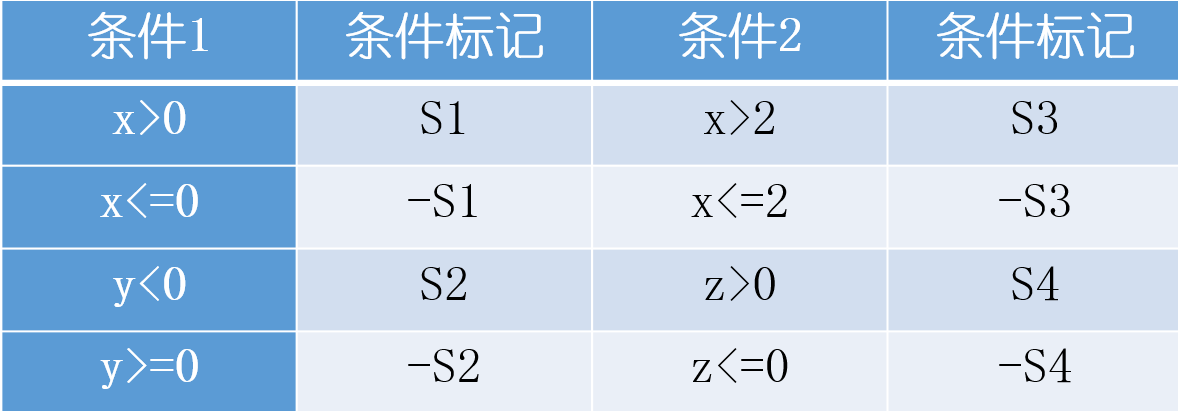 条件1 条件标记 条件2 条件标记
x>0 S1 x>2 S3
x<=0 -S1 x<=2 -S3
y<0 S2 z>0 S4
y>=0 -S2 z<=0 -S4